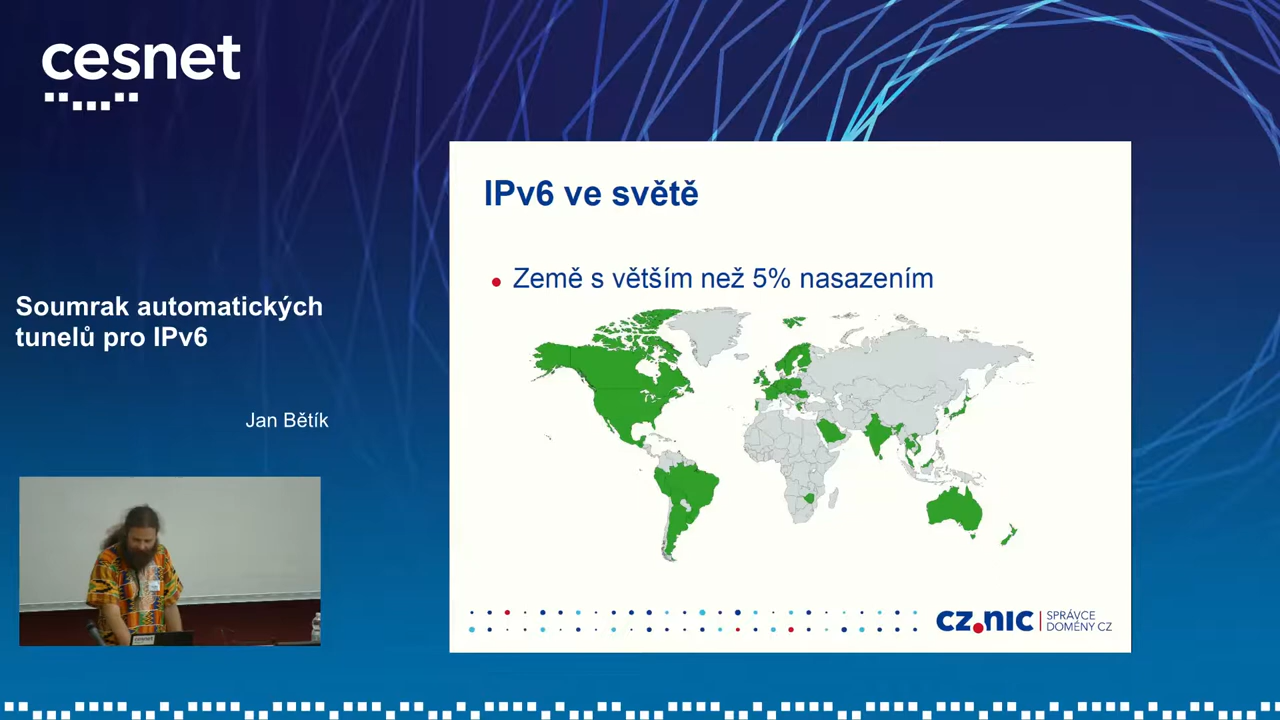 cesnet
Soumrak automatických
tunelů pro IPv6
Jan Bětík
IPv6 ve světě
Země s větším než 5% nasazením
cz.nic
SPRÁVCE
DOMÉNY CZ
cesnet